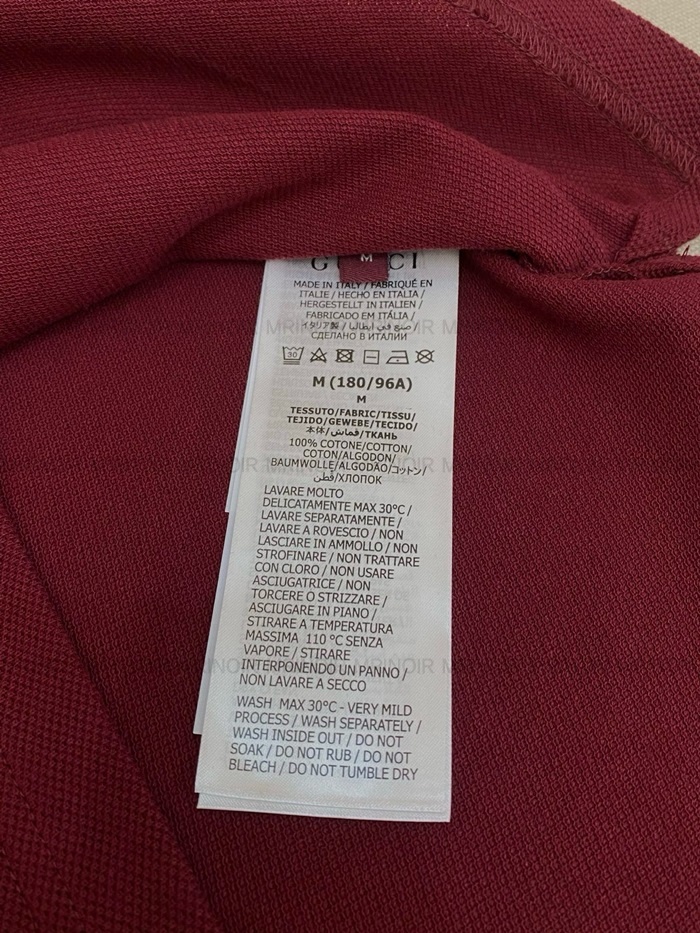 GUCCI
M
MADE IN ITALY / FABRIQUÉ EN
ITALIE / HECHO EN ITALIA /
HERGESTELLT IN ITALIEN /
FABRICADO EM ITÁLIA /
イタリア製 / صنع في ايطاليا /
СДЕЛАНО В ИТАЛИИ
30
M (180/96A)
M
TESSUTO/FABRIC/TISSU/
TEJIDO/GEWEBE/TECIDO/
本体/قماش/ТКАНЬ
100% COTONE/COTTON/
COTON/ALGODON/
BAUMWOLLE/ALGODÃO/コットン/
قطن/ХЛОПОК
LAVARE MOLTO
DELICATAMENTE MAX 30°C /
LAVARE SEPARATAMENTE /
LAVARE A ROVESCIO / NON
LASCIARE IN AMMOLLO / NON
STROFINARE / NON TRATTARE
CON CLORO / NON USARE
ASCIUGATRICE / NON
TORCERE O STRIZZARE /
ASCIUGARE IN PIANO /
STIRARE A TEMPERATURA
MASSIMA 110 °C SENZA
VAPORE / STIRARE
INTERPONENDO UN PANNO /
NON LAVARE A SECCO
WASH MAX 30°C - VERY MILD
PROCESS / WASH SEPARATELY /
WASH INSIDE OUT / DO NOT
SOAK / DO NOT RUB / DO NOT
BLEACH / DO NOT TUMBLE DRY